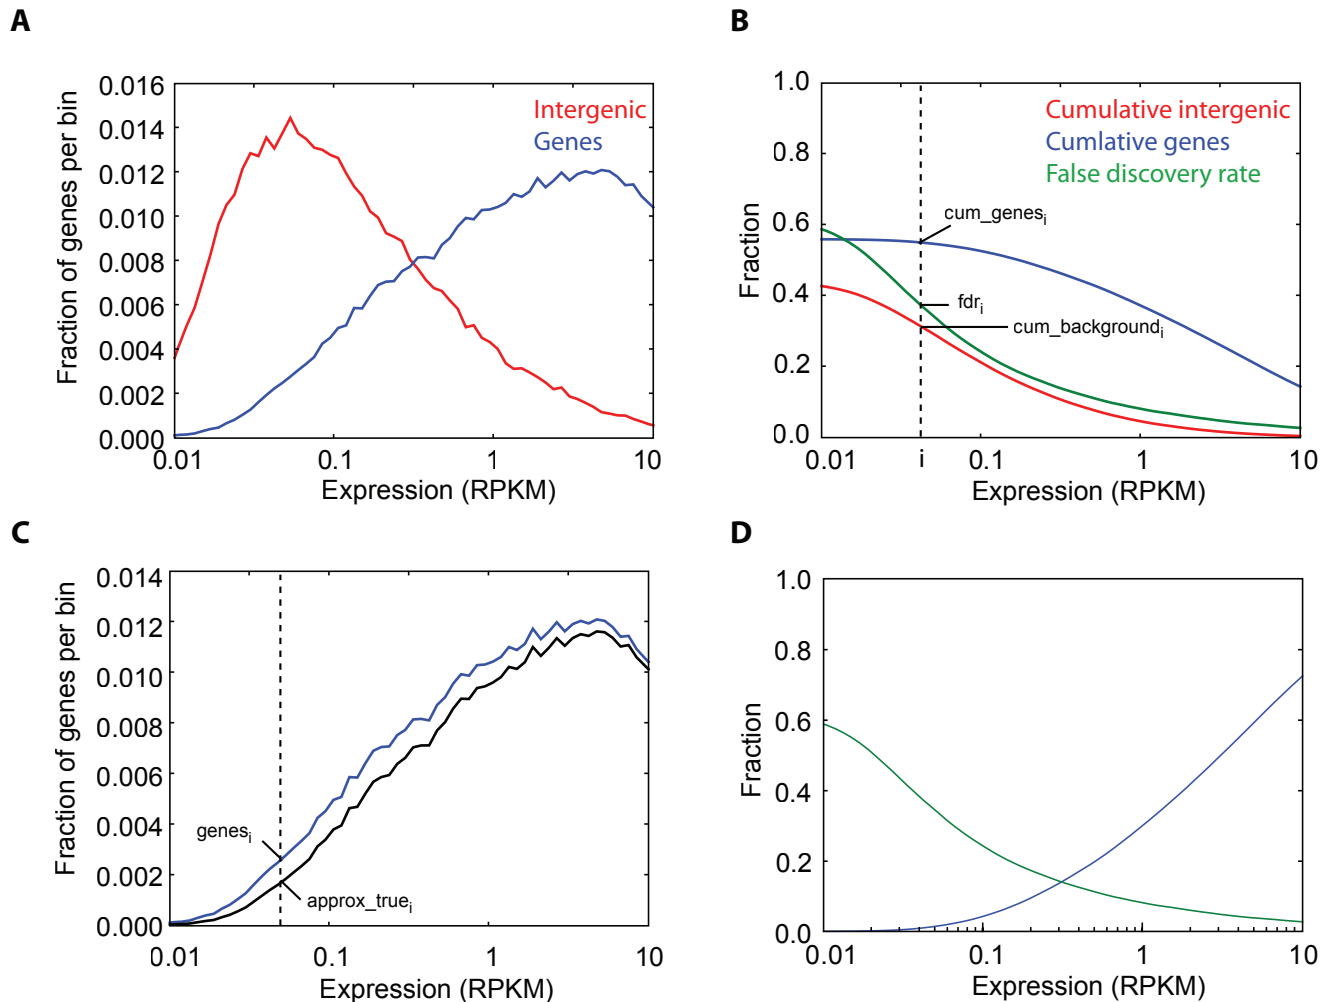 A
Fraction of genes per bin
0.016
0.014
0.012
0.010
0.008
0.006
0.004
0.002
0.000
Intergenic
Genes
0.01
0.1
1
10
Expression (RPKM)
B
Fraction
1.0
0.8
0.6
0.4
0.2
0.0
Cumulative intergenic
Cumlative genes
False discovery rate
cum_genesi
fdri
cum_backgroundi
0.01
i
0.1
1
10
Expression (RPKM)
C
Fraction of genes per bin
0.014
0.012
0.010
0.008
0.006
0.004
0.002
0.000
genesi
approx_truei
0.01
0.1
1
10
Expression (RPKM)
D
Fraction
1.0
0.8
0.6
0.4
0.2
0.0
0.01
0.1
1
10
Expression (RPKM)